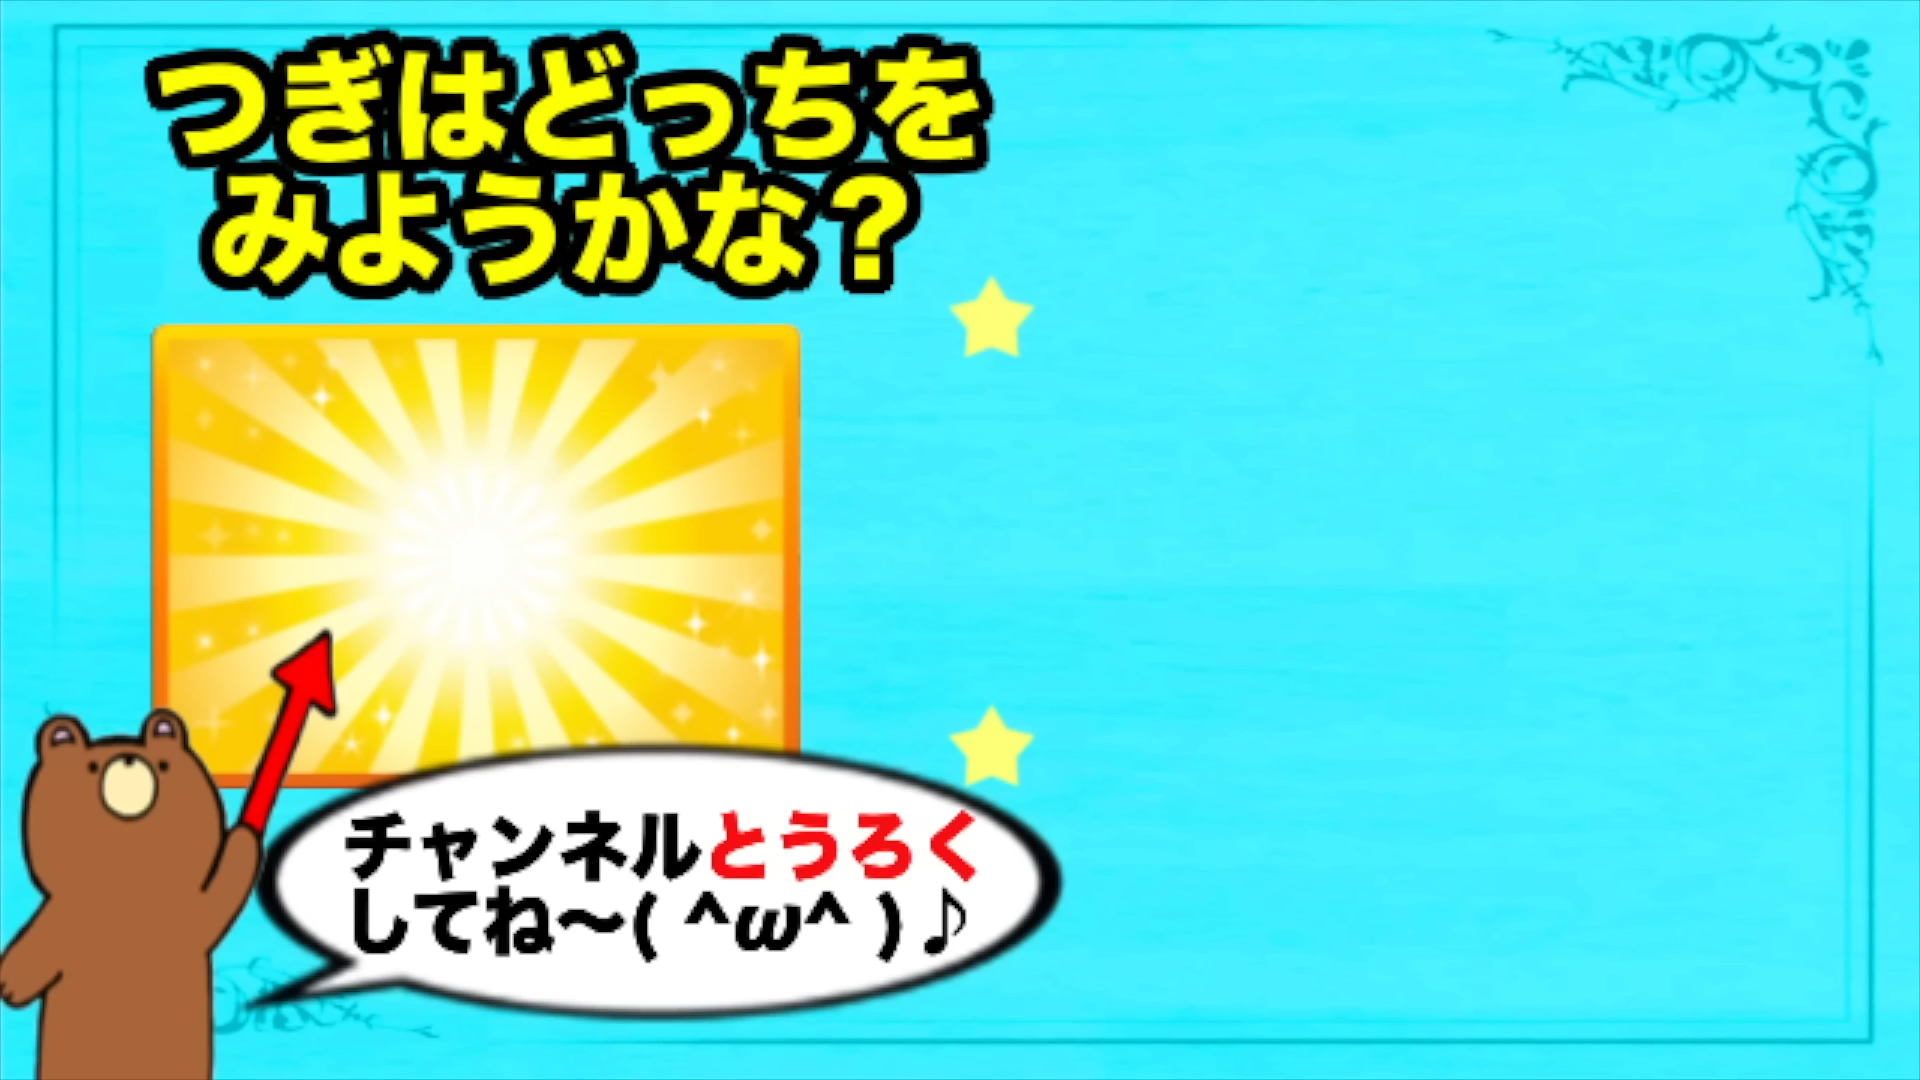 つぎはどっちを
みようかな？
チャンネルとうろく
してね〜( ^ω^ )♪